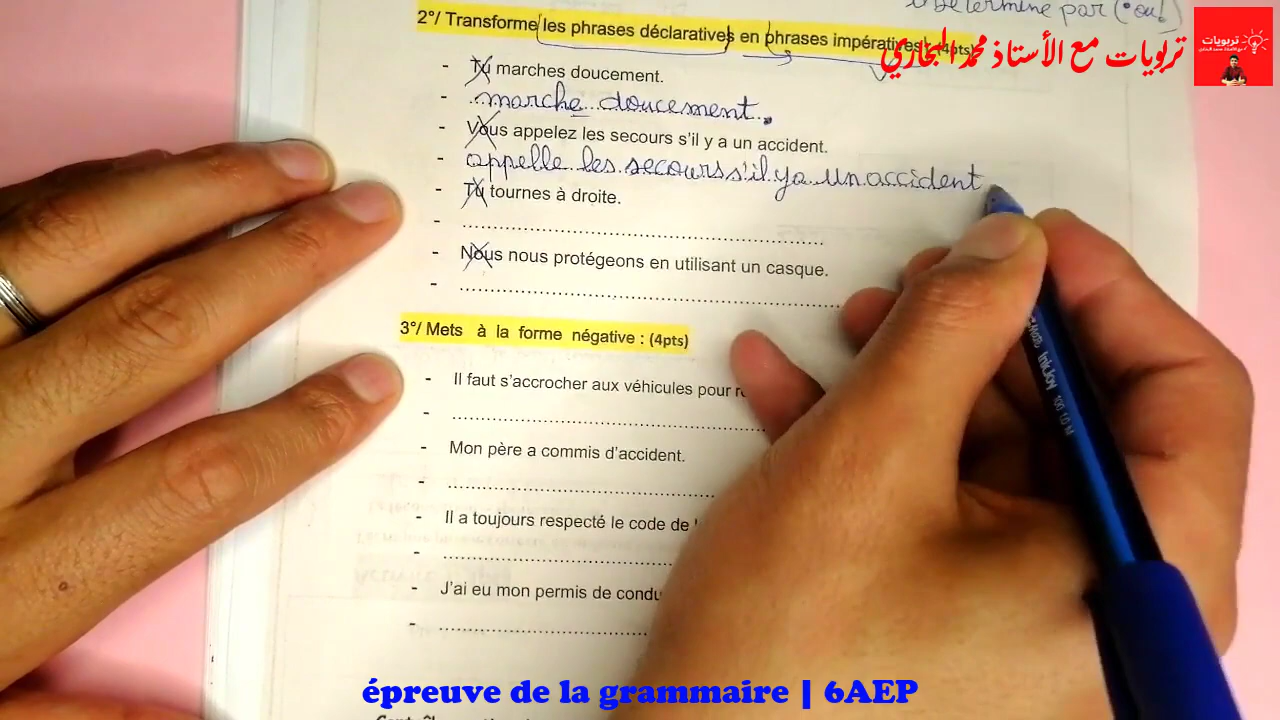 à Détermine par (° ou!)
2°/ Transforme les phrases déclaratives en phrases impératives : (4pts)
تربويات مع الأستاذ محمد البخاري
تربويات
- Tu marches doucement.
- marche doucement.
- Vous appelez les secours s'il y a un accident.
- appelle les secours s'il ya un accident
- Tu tournes à droite.
- ...............................................................
- Nous nous protégeons en utilisant un casque.
- ...............................................................
3°/ Mets à la forme négative : (4pts)
- Il faut s'accrocher aux véhicules pour
- ...............................................................
- Mon père a commis d'accident.
- ...............................................................
- Il a toujours respecté le code de
- ...............................................................
- J'ai eu mon permis de condu
- ...............................................................
épreuve de la grammaire | 6AEP